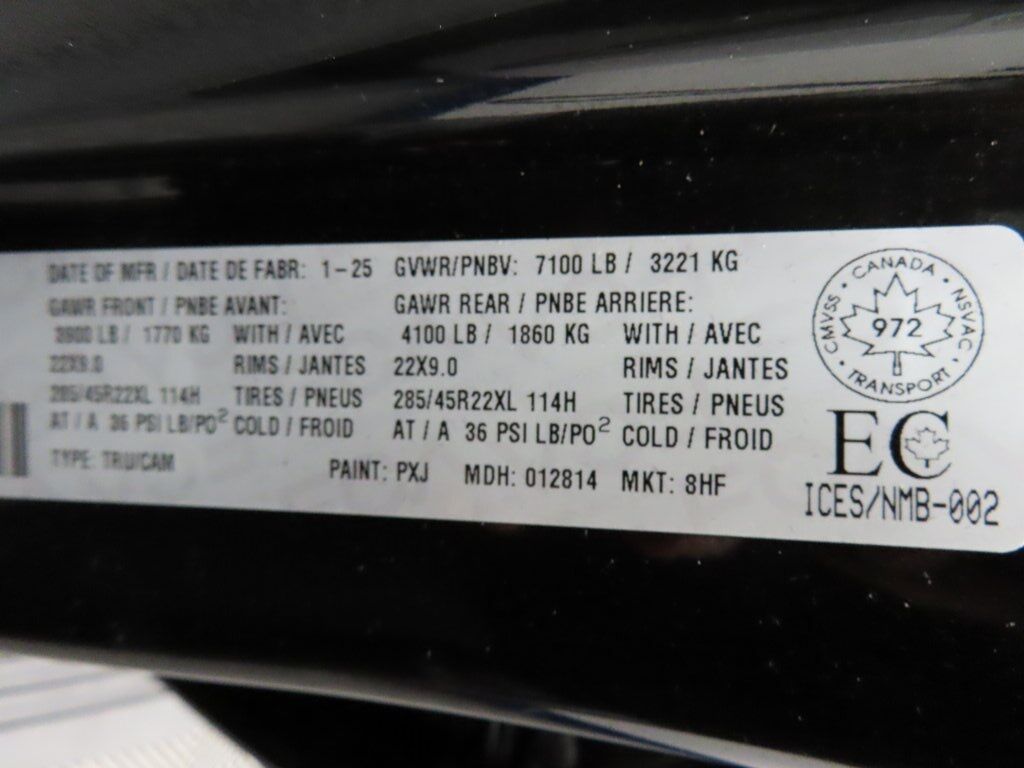 DATE OF MFR / DATE DE FABR: 1-25 GVWR/PNBV: 7100 LB / 3221 KG
GAWR FRONT / PNBE AVANT: GAWR REAR / PNBE ARRIERE:
3900 LB / 1770 KG WITH / AVEC 4100 LB / 1860 KG WITH / AVEC
22X9.0 RIMS / JANTES 22X9.0 RIMS / JANTES
285/45R22XL 114H TIRES / PNEUS 285/45R22XL 114H TIRES / PNEUS
AT / A 36 PSI LB/PO² COLD / FROID AT / A 36 PSI LB/PO² COLD / FROID
TYPE: TRU/CAM PAINT: PXJ MDH: 012814 MKT: 8HF
CANADA
CMVSS · 972 NSVAC ·
TRANSPORT
EC
ICES/NMB-002